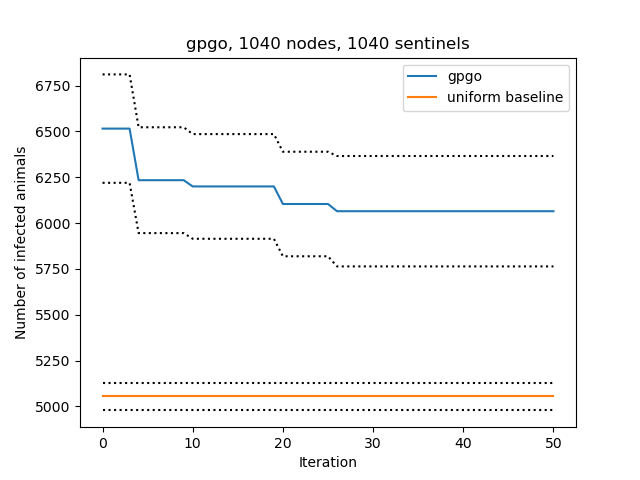 gpgo, 1040 nodes, 1040 sentinels
gpgo
uniform baseline
Number of infected animals
6750
6500
6250
6000
5750
5500
5250
5000
0 10 20 30 40 50
Iteration